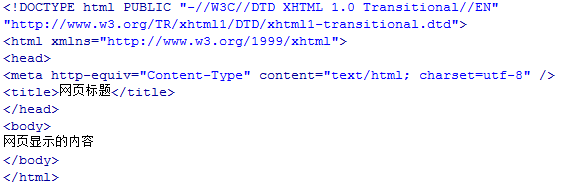 <!DOCTYPE html PUBLIC "-//W3C//DTD XHTML 1.0 Transitional//EN"
"http://www.w3.org/TR/xhtml1/DTD/xhtml1-transitional.dtd">
<html xmlns="http://www.w3.org/1999/xhtml">
<head>
<meta http-equiv="Content-Type" content="text/html; charset=utf-8" />
<title>网页标题</title>
</head>
<body>
网页显示的内容
</body>
</html>